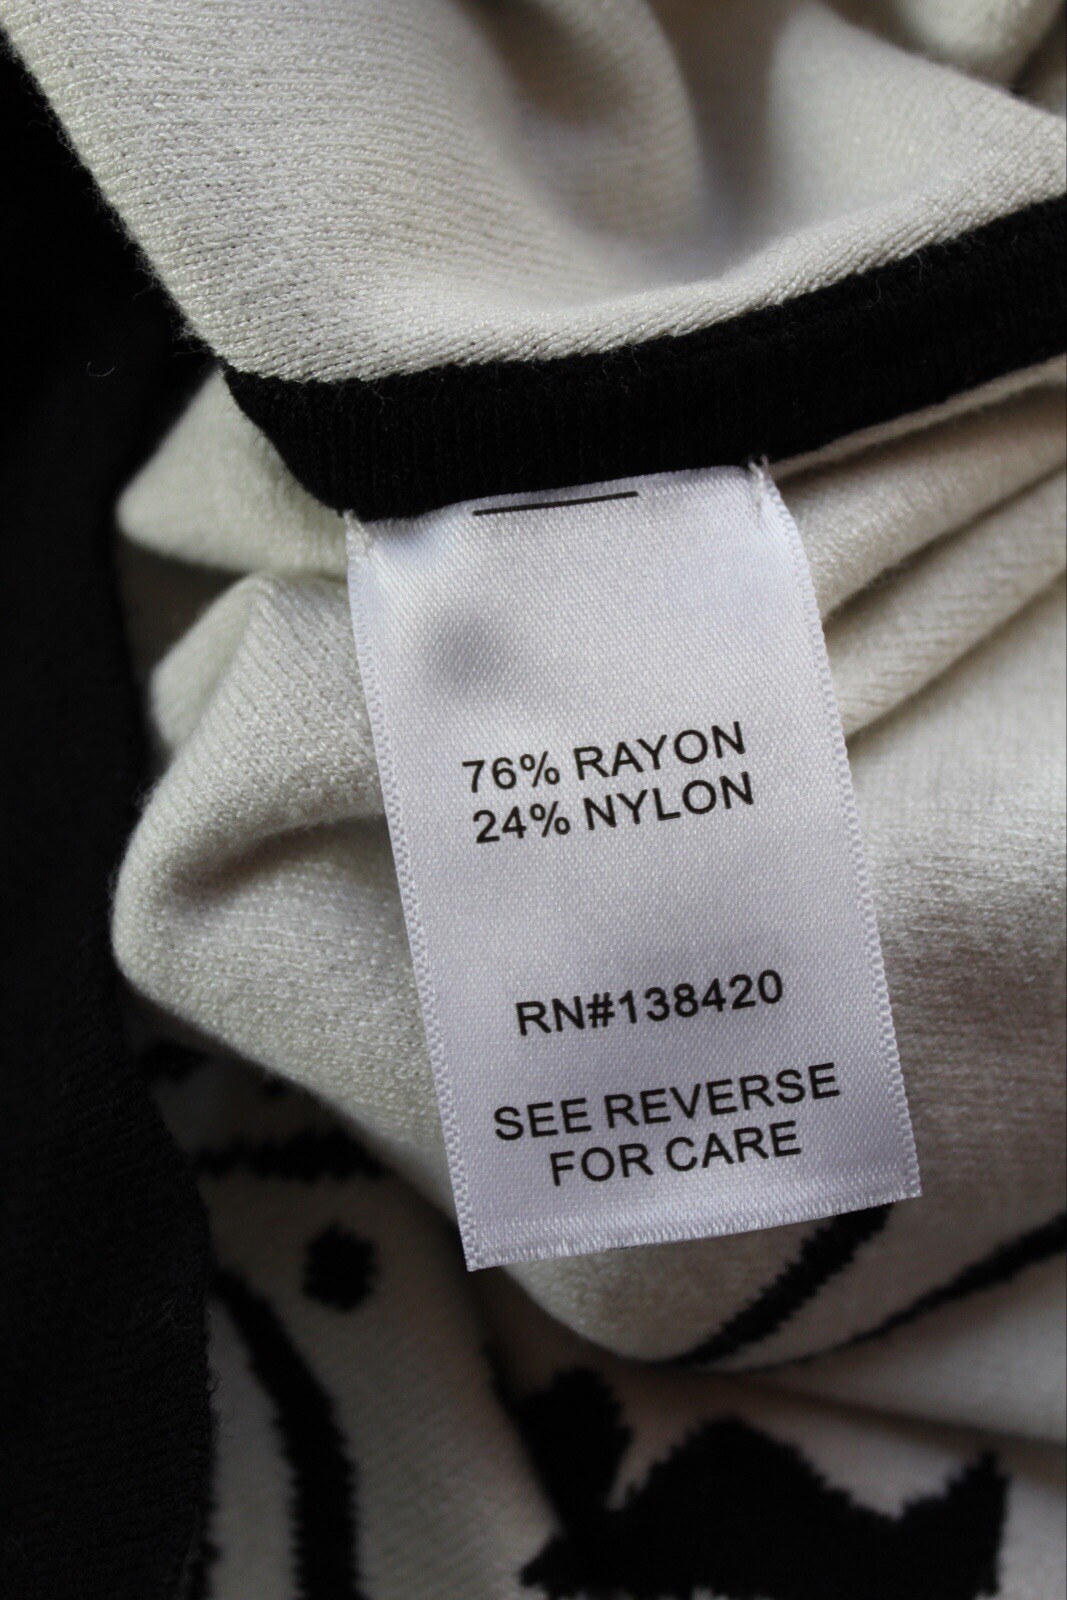 76% RAYON
24% NYLON
RN#138420
SEE REVERSE
FOR CARE